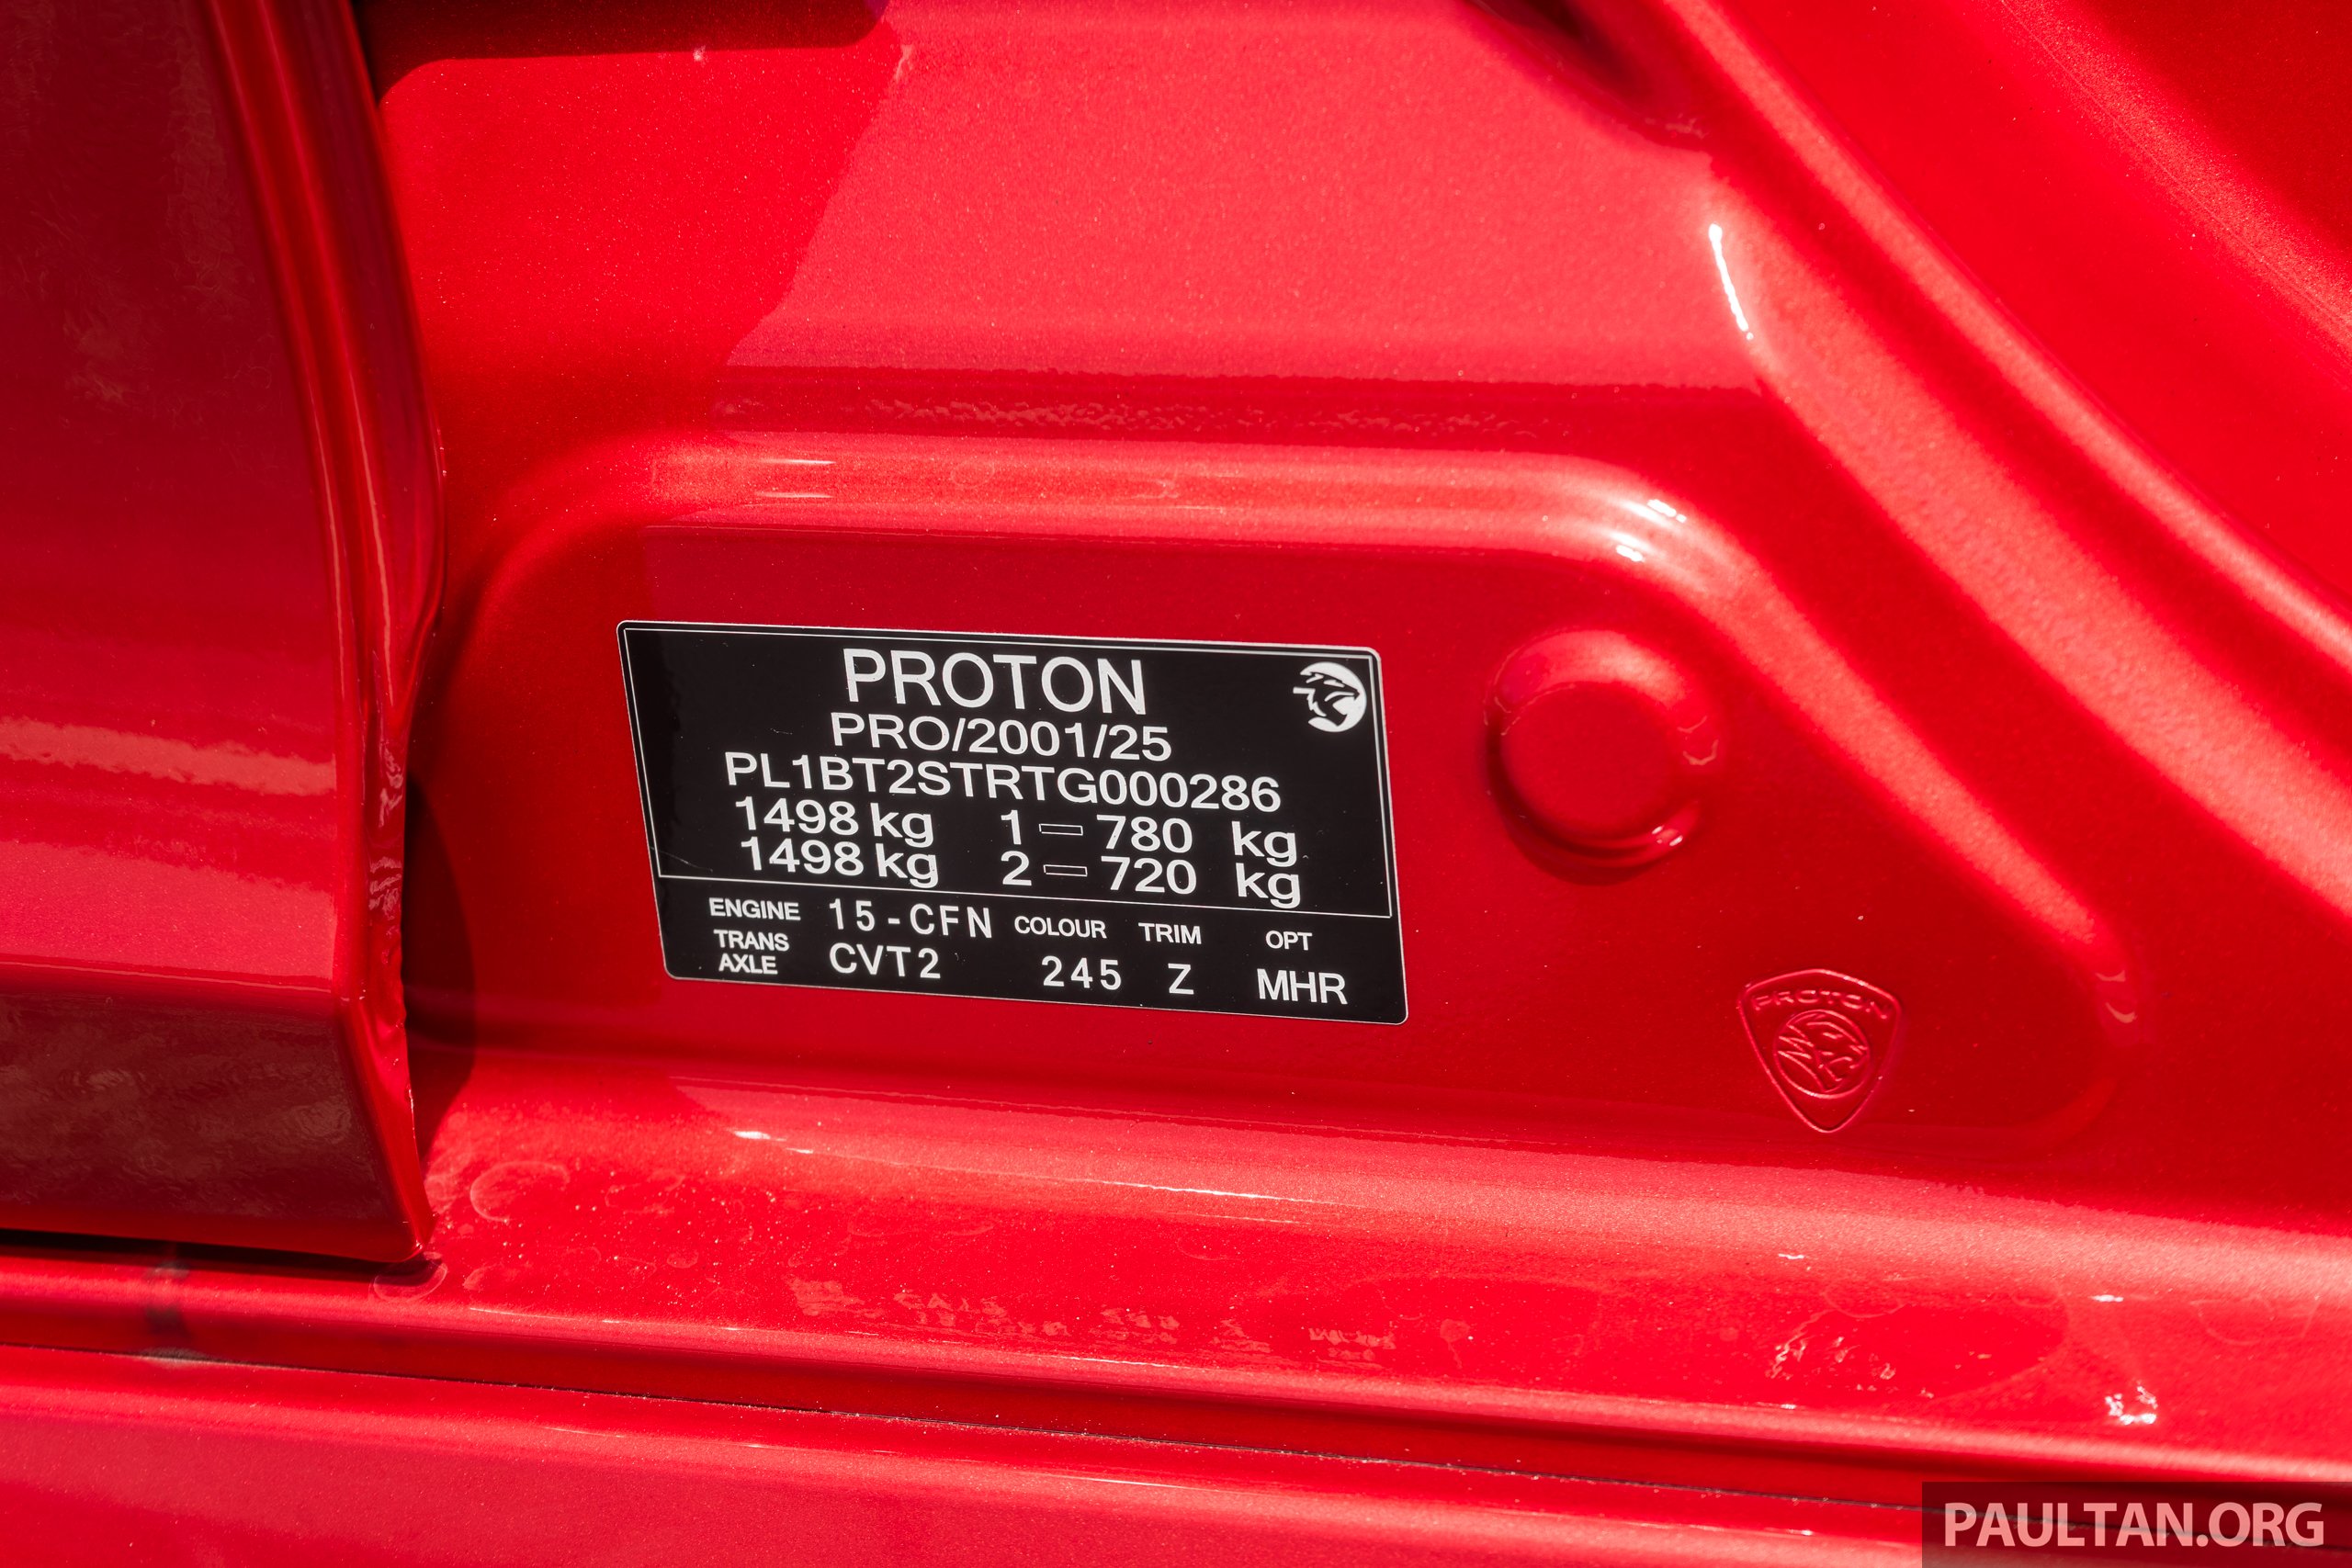 PROTON
PRO/2001/25
PL1BT2STRTG000286
1498 kg 1 - 780 kg
1498 kg 2 - 720 kg
ENGINE 15-CFN COLOUR TRIM OPT
TRANS AXLE CVT2 245 Z MHR
PROTON
PAULTAN.ORG